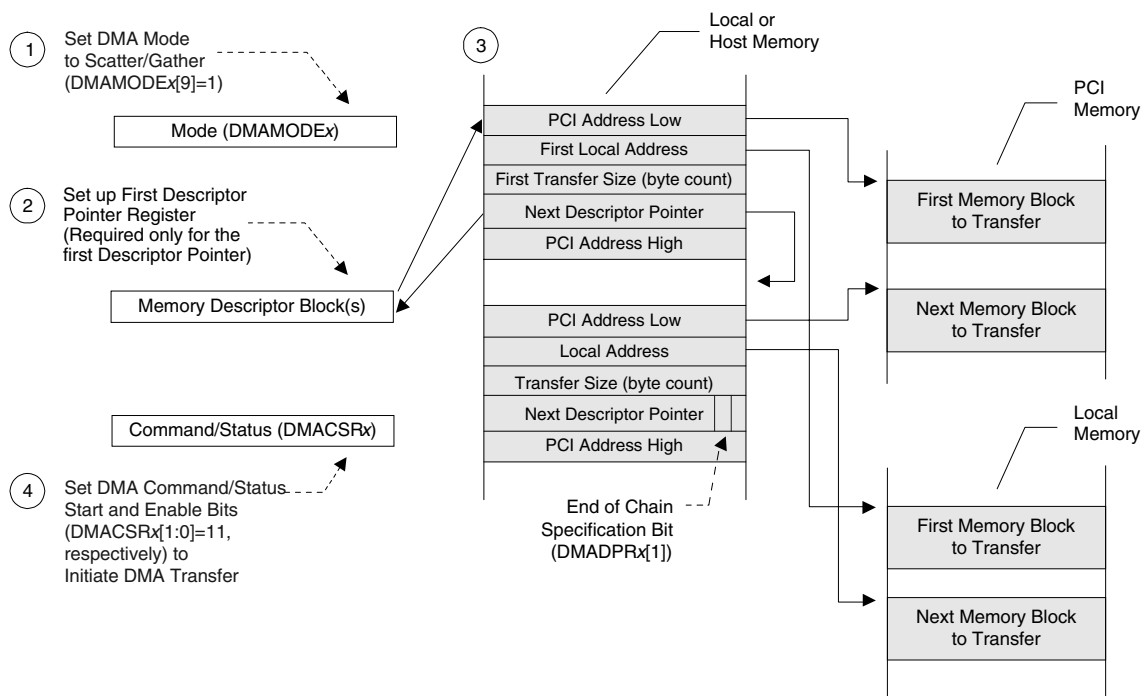 1
Set DMA Mode
to Scatter/Gather
(DMAMODEx[9]=1)
Mode (DMAMODEx)
2
Set up First Descriptor
Pointer Register
(Required only for the
first Descriptor Pointer)
Memory Descriptor Block(s)
Command/Status (DMACSRx)
4
Set DMA Command/Status
Start and Enable Bits
(DMACSRx[1:0]=11,
respectively) to
Initiate DMA Transfer
3
Local or
Host Memory
PCI Address Low
First Local Address
First Transfer Size (byte count)
Next Descriptor Pointer
PCI Address High
PCI Address Low
Local Address
Transfer Size (byte count)
Next Descriptor Pointer
PCI Address High
End of Chain
Specification Bit
(DMADPRx[1])
PCI
Memory
First Memory Block
to Transfer
Next Memory Block
to Transfer
Local
Memory
First Memory Block
to Transfer
Next Memory Block
to Transfer